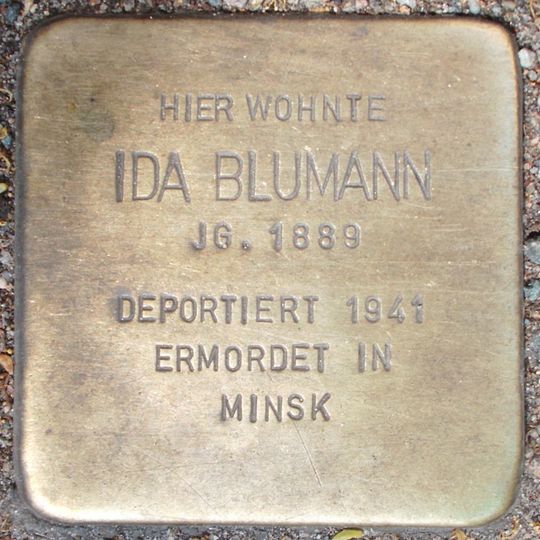 HIER WOHNTE
IDA BLUMANN
JG. 1889
DEPORTIERT 1941
ERMORDET IN
MINSK